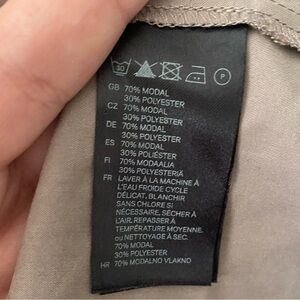 30
P
GB 70% MODAL
30% POLYESTER
CZ 70% MODAL
30% POLYESTER
DE 70% MODAL
30% POLYESTER
ES 70% MODAL
30% POLIÉSTER
FI 70% MODAALIA
30% POLYESTERIÄ
FR LAVER À LA MACHINE À
L'EAU FROIDE CYCLE
DÉLICAT. BLANCHIR
SANS CHLORE SI
NÉCESSAIRE. SÉCHER À
L'AIR. REPASSER À
TEMPÉRATURE MOYENNE.
OU NETTOYAGE À SEC.
70% MODAL
30% POLYESTER
HR 70% MODALNO VLAKNO